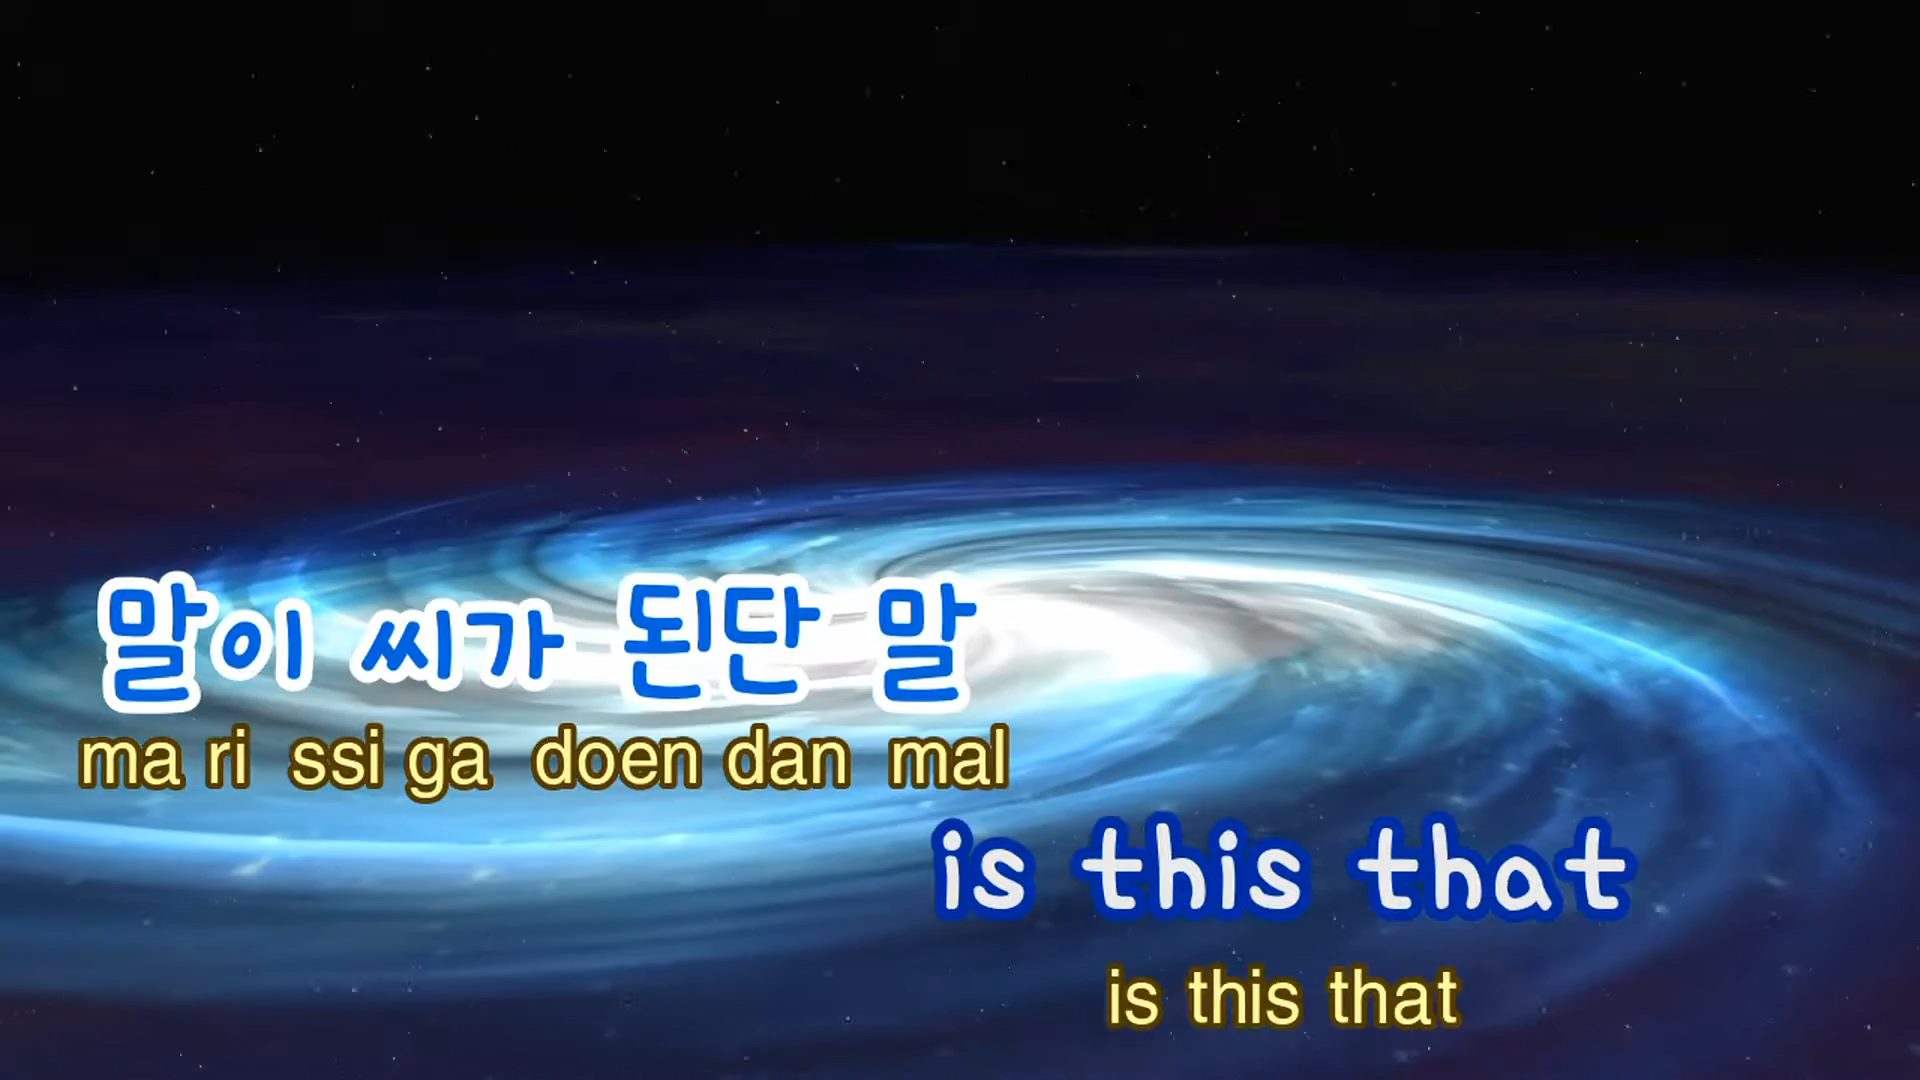 말이 씨가 된단 말
ma ri ssi ga doen dan mal
is this that
is this that